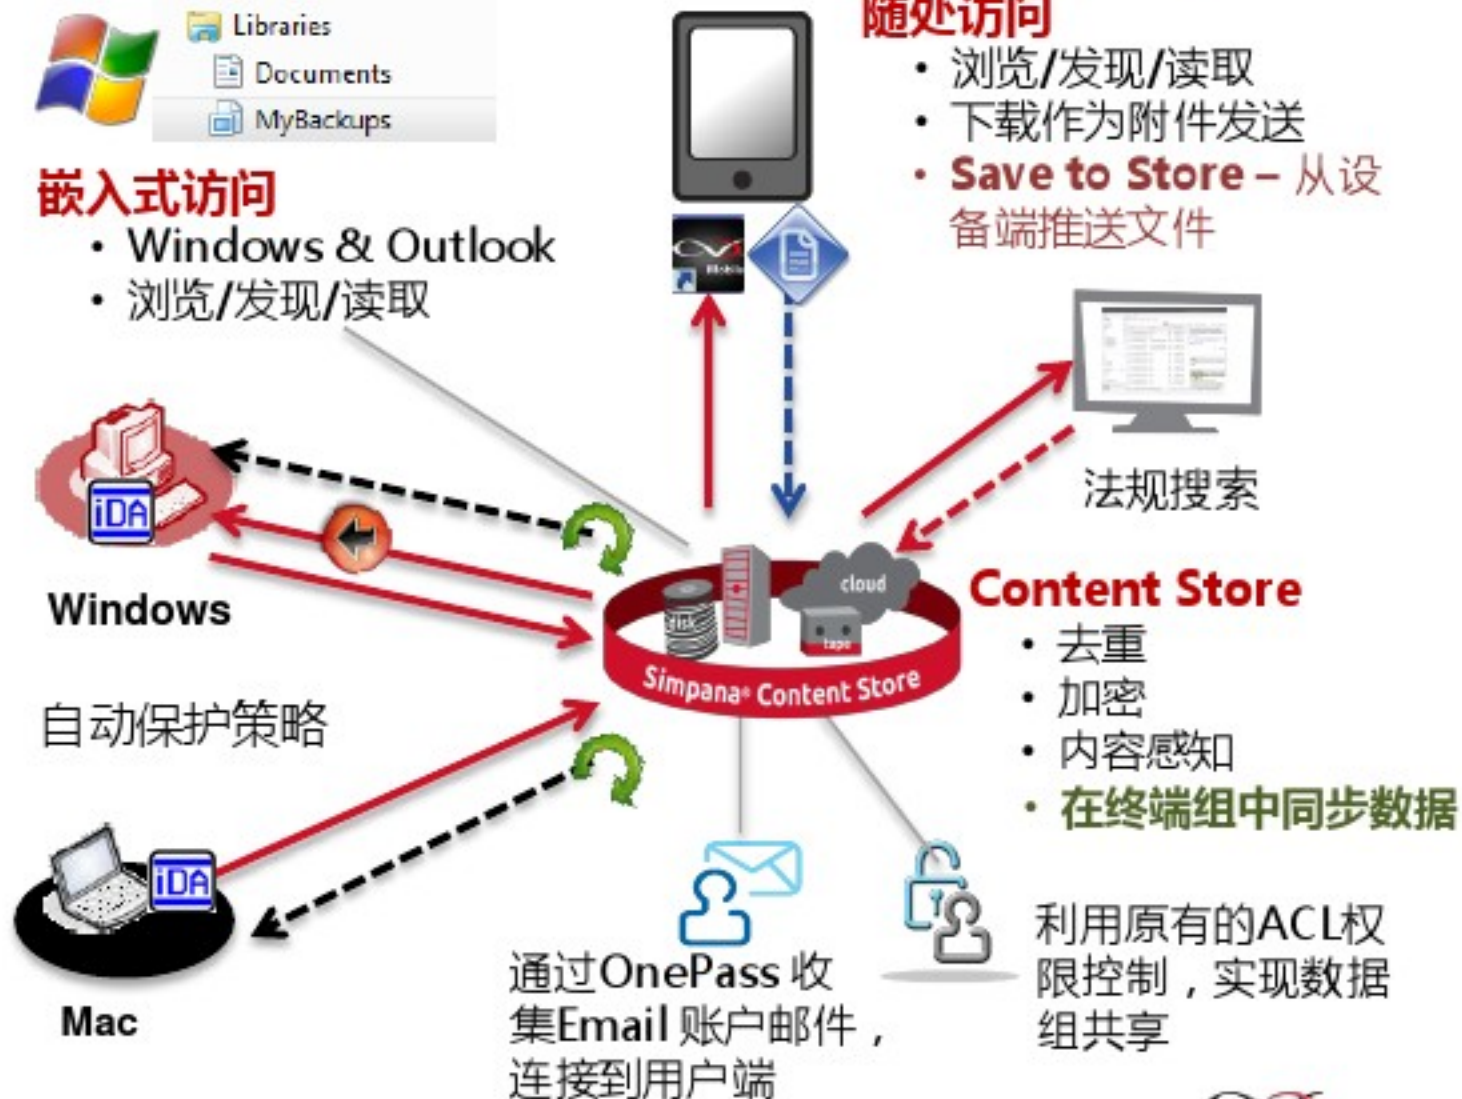 Libraries
Documents
MyBackups
嵌入式访问
• Windows & Outlook
• 浏览/发现/读取
随处访问
• 浏览/发现/读取
• 下载作为附件发送
• Save to Store – 从设
备端推送文件
Mobile
法规搜索
iDA
Windows
自动保护策略
iDA
Mac
disk
cloud
tape
Simpana® Content Store
Content Store
• 去重
• 加密
• 内容感知
• 在终端组中同步数据
通过OnePass 收
集Email 账户邮件，
连接到用户端
利用原有的ACL权
限控制，实现数据
组共享